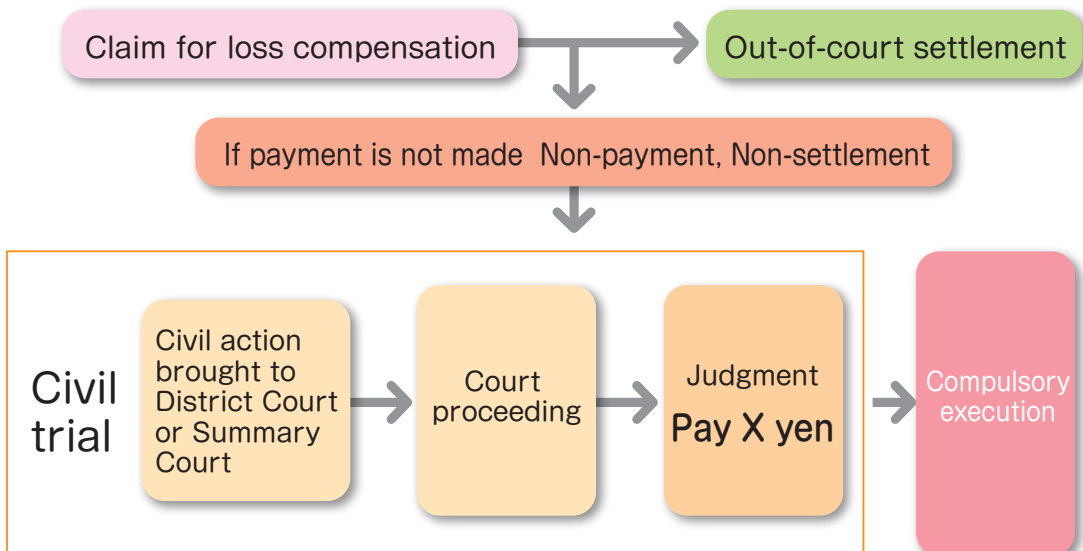 Claim for loss compensation
Out-of-court settlement
If payment is not made Non-payment, Non-settlement
Civil
trial
Civil action
brought to
District Court
or Summary
Court
Court
proceeding
Judgment
Pay X yen
Compulsory
execution